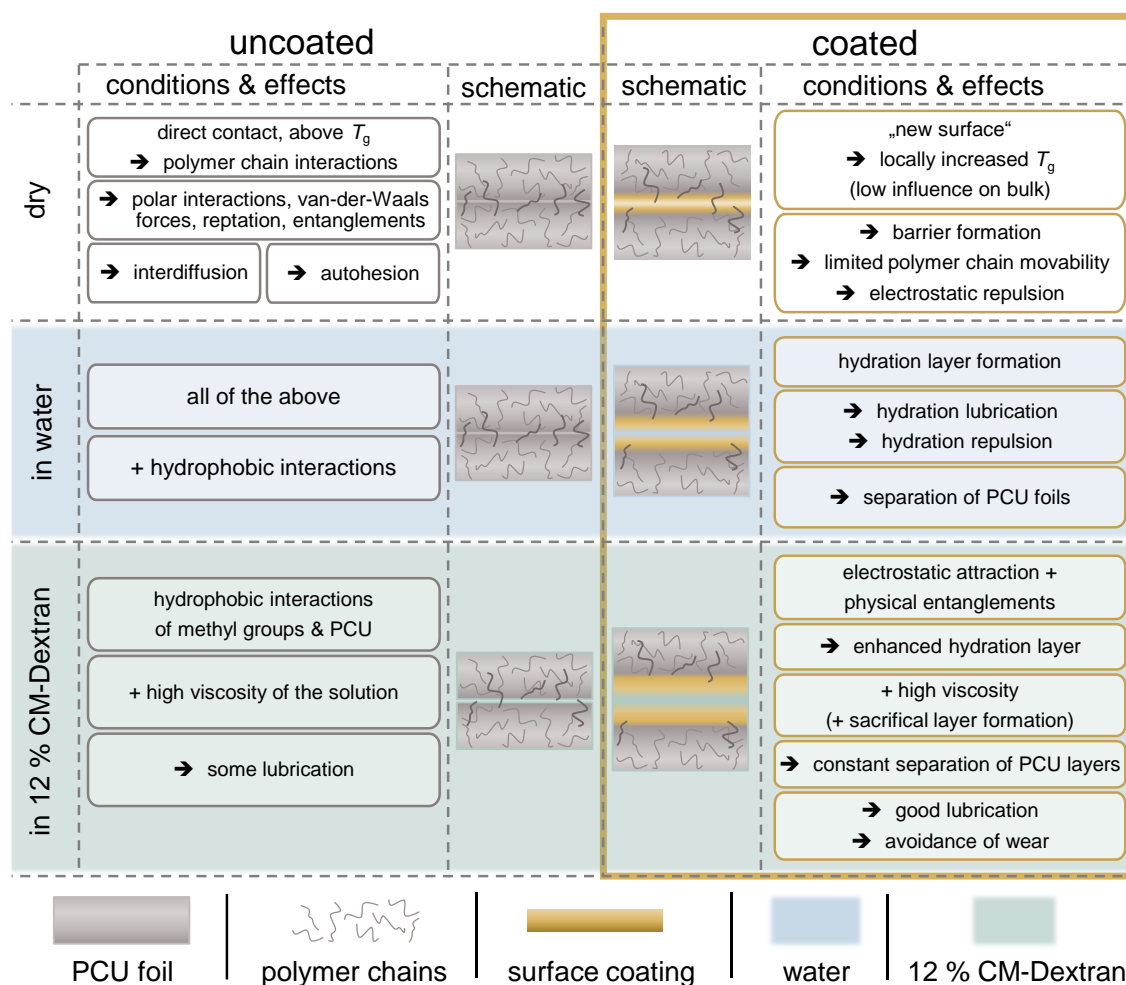 uncoated
coated
conditions & effects
schematic
schematic
conditions & effects
dry
direct contact, above Tg
➔ polymer chain interactions
➔ polar interactions, van-der-Waals
forces, reptation, entanglements
➔ interdiffusion
➔ autohesion
„new surface“
➔ locally increased Tg
(low influence on bulk)
➔ barrier formation
➔ limited polymer chain movability
➔ electrostatic repulsion
in water
all of the above
+ hydrophobic interactions
hydration layer formation
➔ hydration lubrication
➔ hydration repulsion
➔ separation of PCU foils
in 12 % CM-Dextran
hydrophobic interactions
of methyl groups & PCU
+ high viscosity of the solution
➔ some lubrication
electrostatic attraction +
physical entanglements
➔ enhanced hydration layer
+ high viscosity
(+ sacrifical layer formation)
➔ constant separation of PCU layers
➔ good lubrication
➔ avoidance of wear
PCU foil
polymer chains
surface coating
water
12 % CM-Dextran